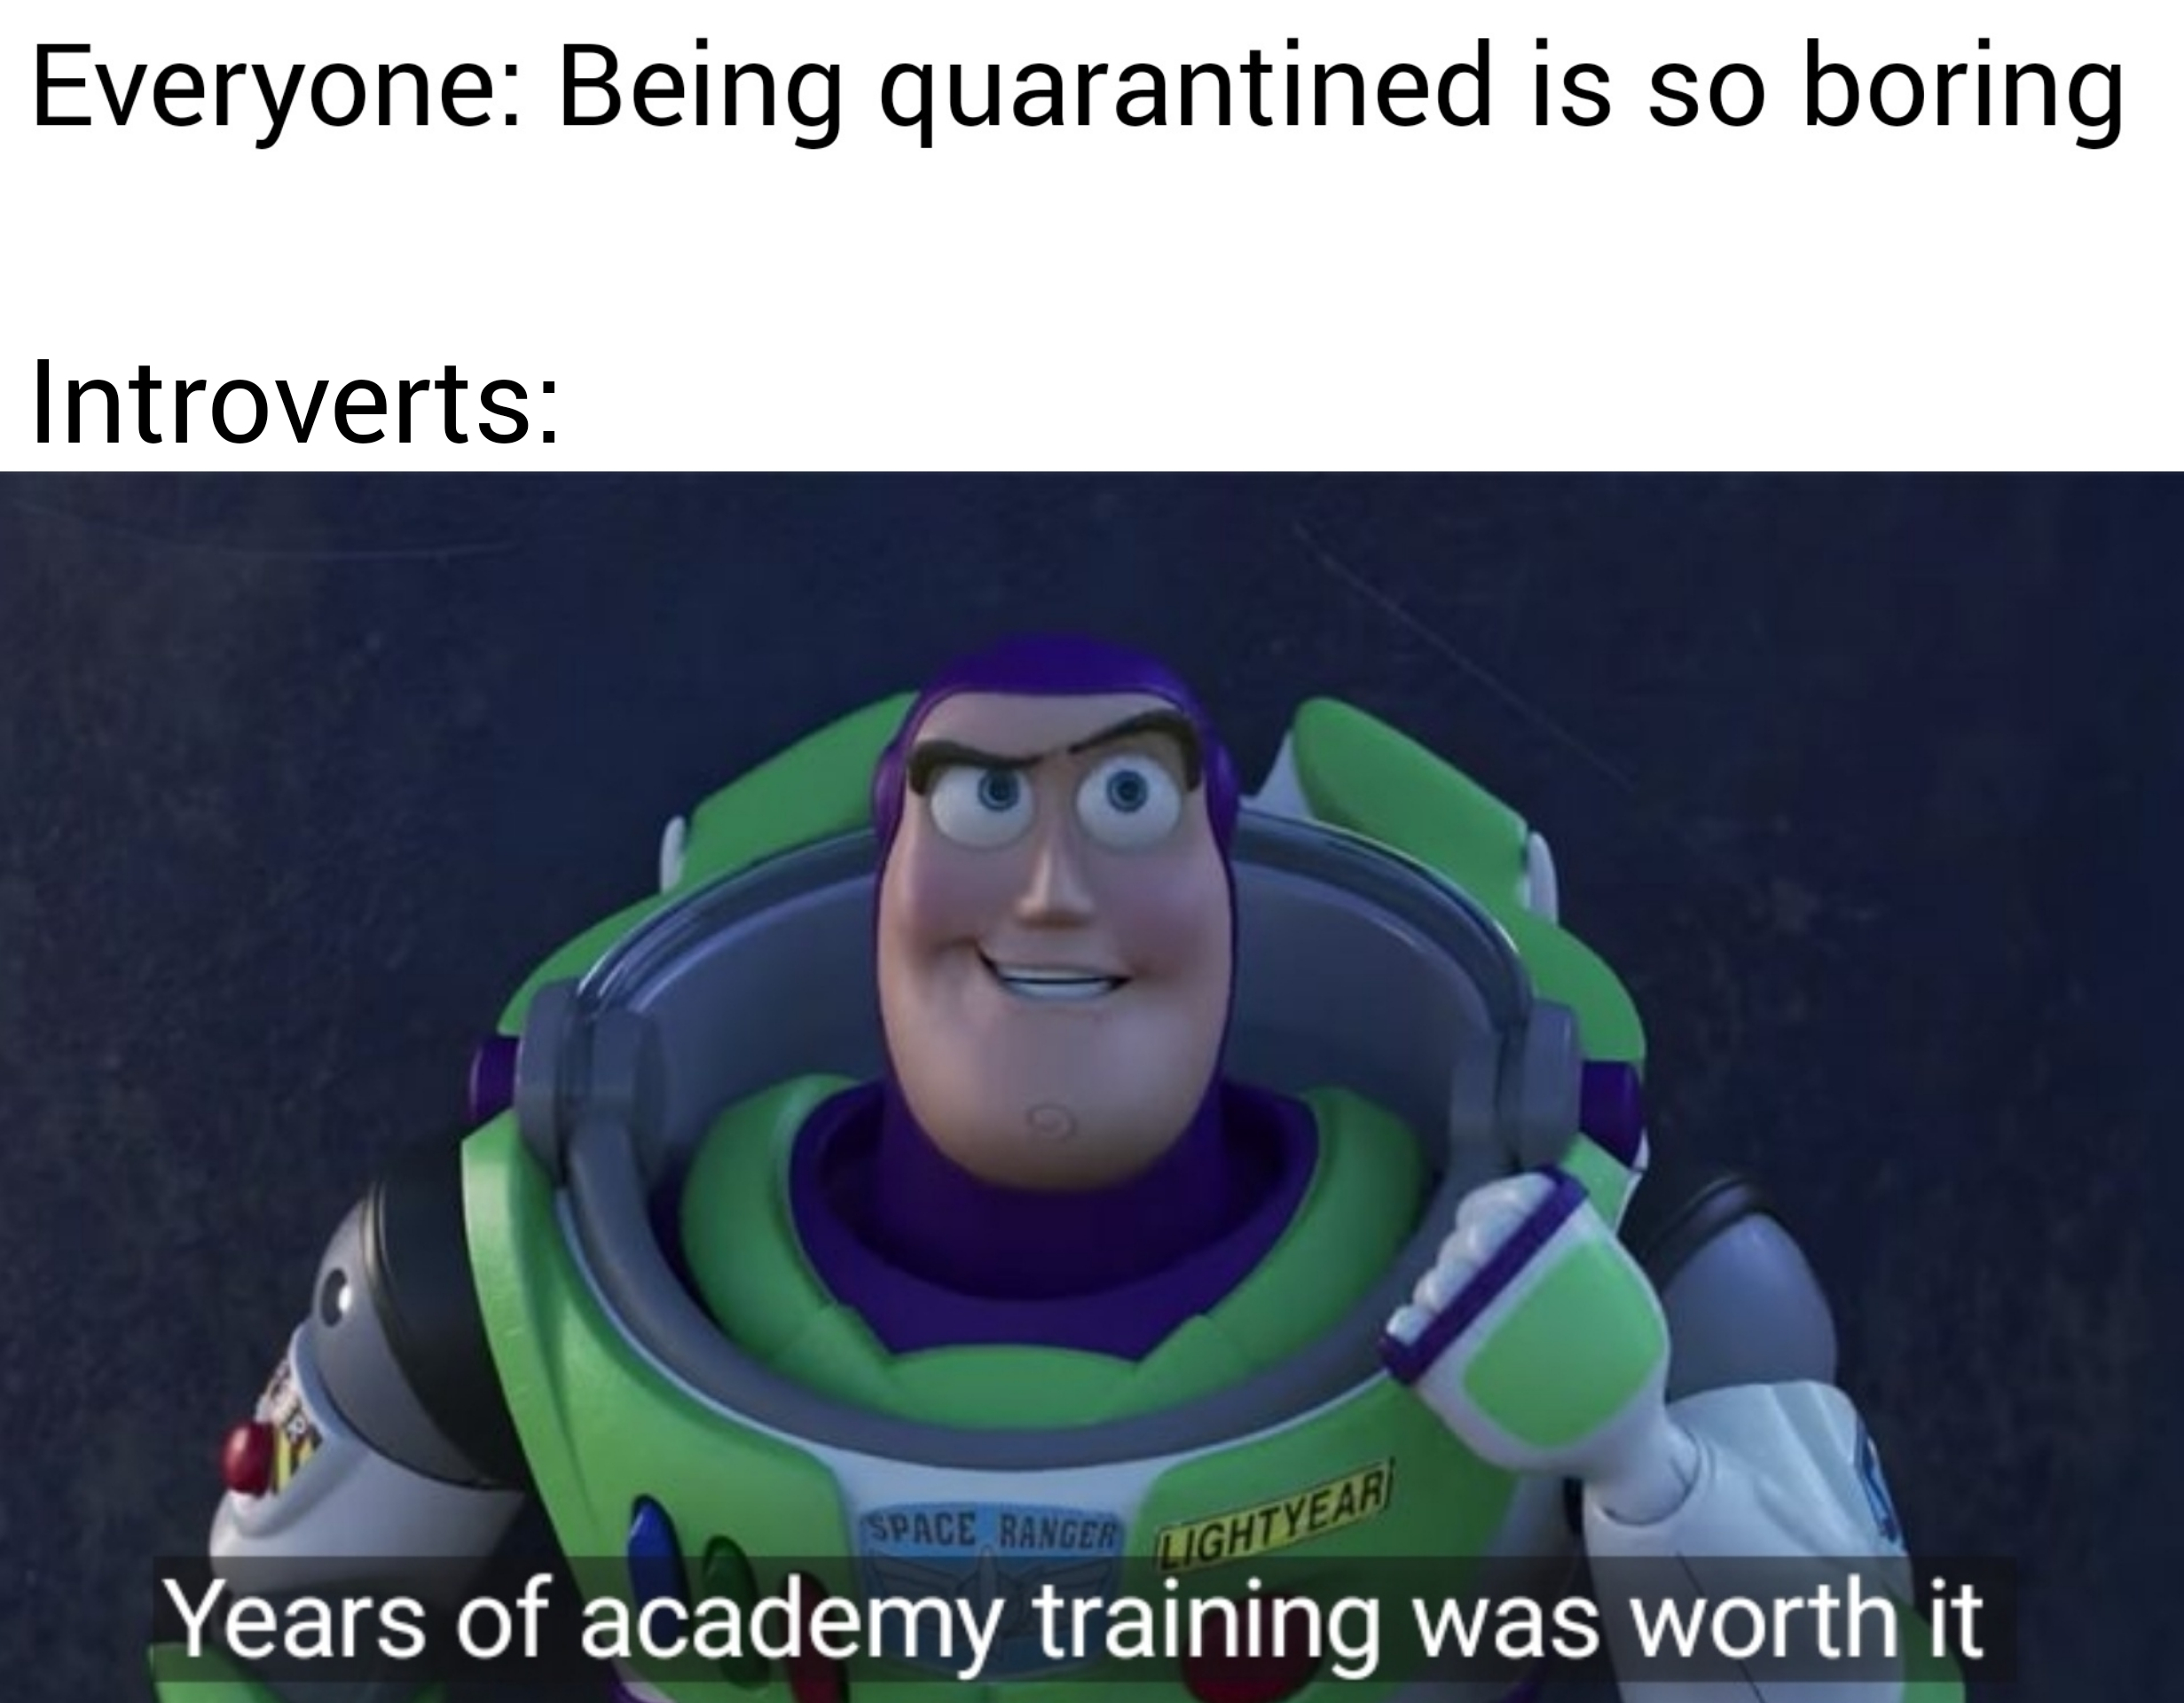 Everyone: Being quarantined is so boring
Introverts:
SPACE RANGER
LIGHTYEAR
Years of academy training was worth it